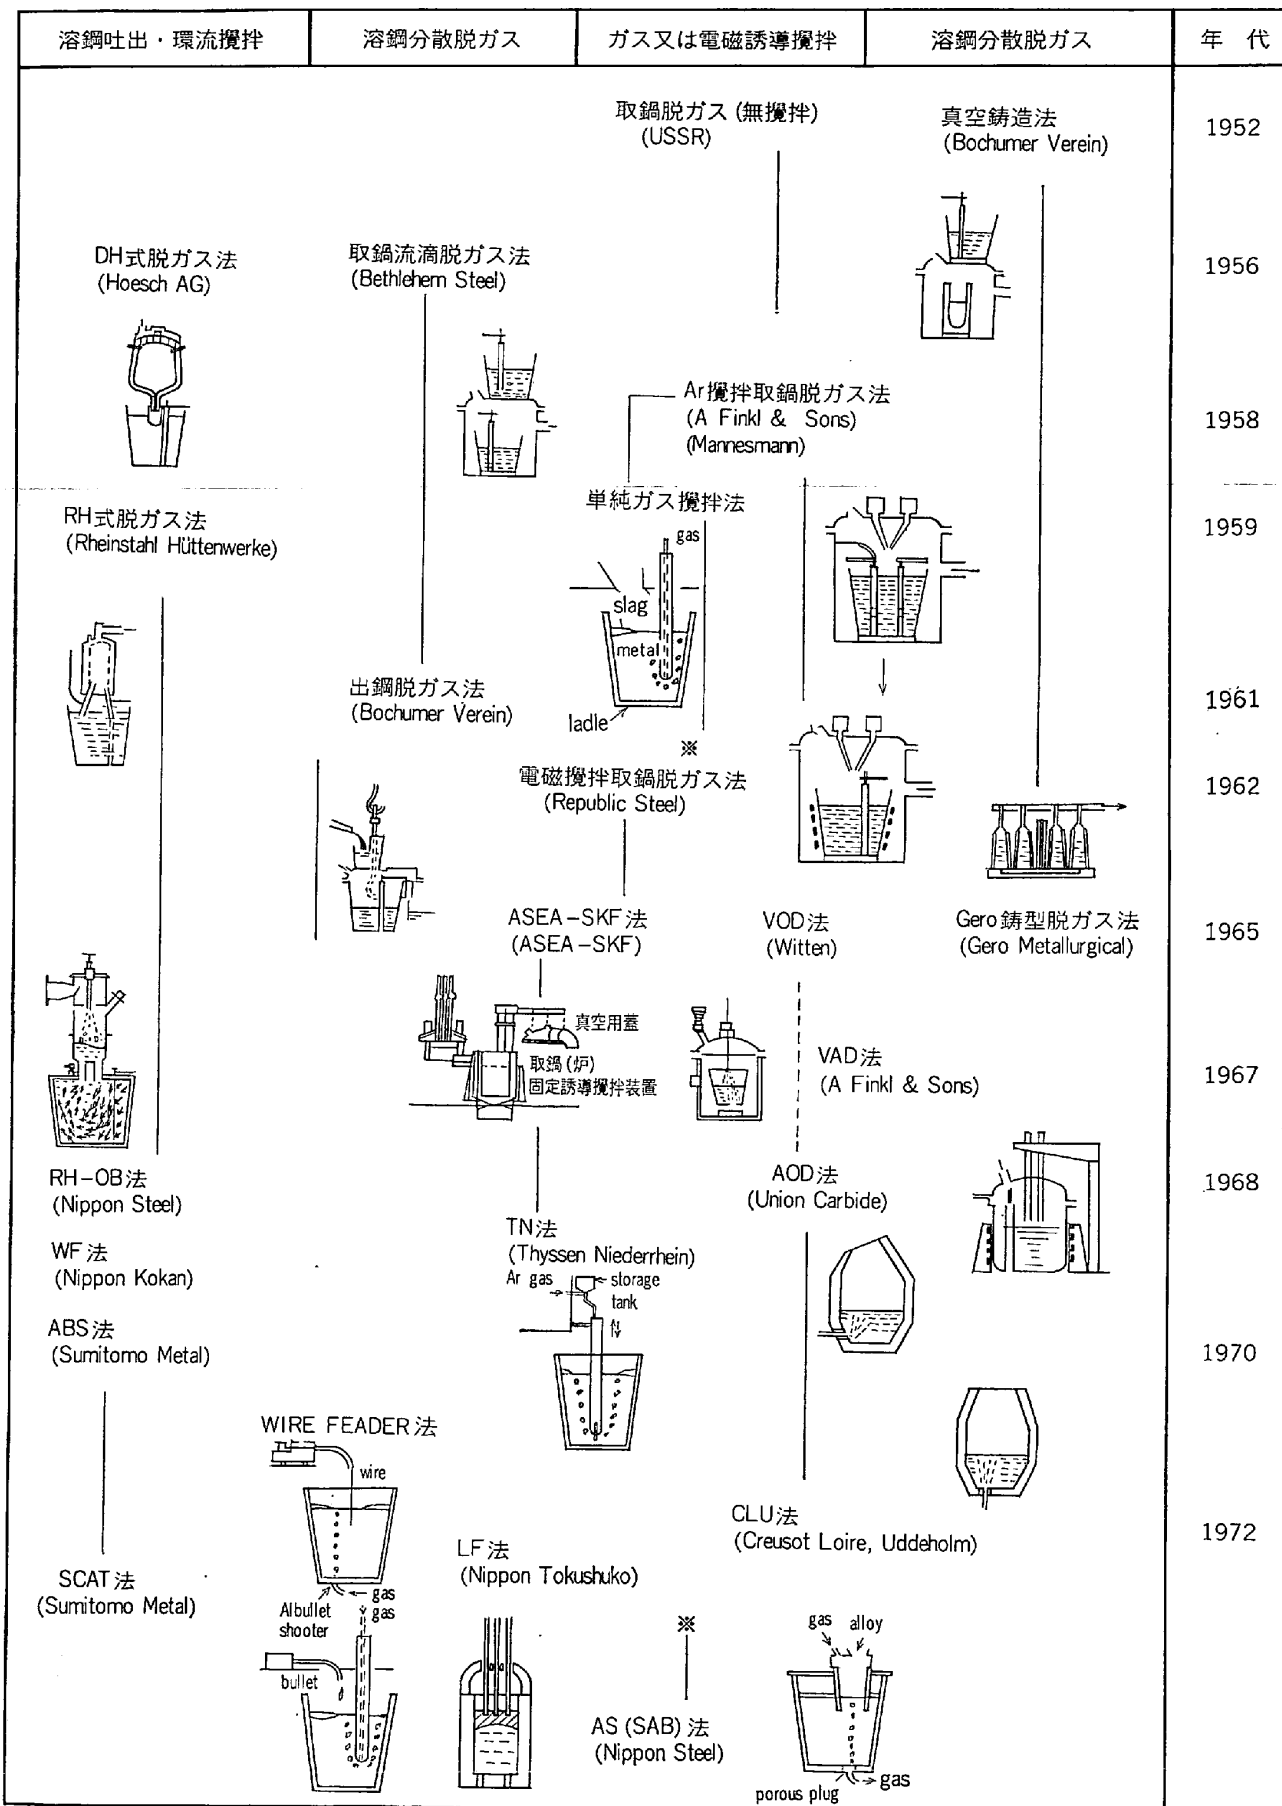 溶鋼吐出・環流攪拌
溶鋼分散脱ガス
ガス又は電磁誘導攪拌
溶鋼分散脱ガス
年 代
取鍋脱ガス(無攪拌)
(USSR)
真空鋳造法
(Bochumer Verein)
1952
DH式脱ガス法
(Hoesch AG)
取鍋流滴脱ガス法
(Bethlehem Steel)
1956
Ar攪拌取鍋脱ガス法
(A Finkl & Sons)
(Mannesmann)
1958
RH式脱ガス法
(Rheinstahl Hüttenwerke)
単純ガス攪拌法
gas
slag
metal
ladle
1959
出鋼脱ガス法
(Bochumer Verein)
1961
※
電磁攪拌取鍋脱ガス法
(Republic Steel)
1962
ASEA-SKF法
(ASEA-SKF)
VOD法
(Witten)
Gero鋳型脱ガス法
(Gero Metallurgical)
1965
真空用蓋
取鍋(炉)
固定誘導攪拌装置
VAD法
(A Finkl & Sons)
1967
RH-OB法
(Nippon Steel)
AOD法
(Union Carbide)
1968
WF法
(Nippon Kokan)
TN法
(Thyssen Niederrhein)
Ar gas
storage
tank
ABS法
(Sumitomo Metal)
1970
WIRE FEADER法
wire
gas
CLU法
(Creusot Loire, Uddeholm)
1972
SCAT法
(Sumitomo Metal)
Albullet
shooter
gas
bullet
LF法
(Nippon Tokushuko)
※
AS(SAB)法
(Nippon Steel)
gas
alloy
gas
porous plug